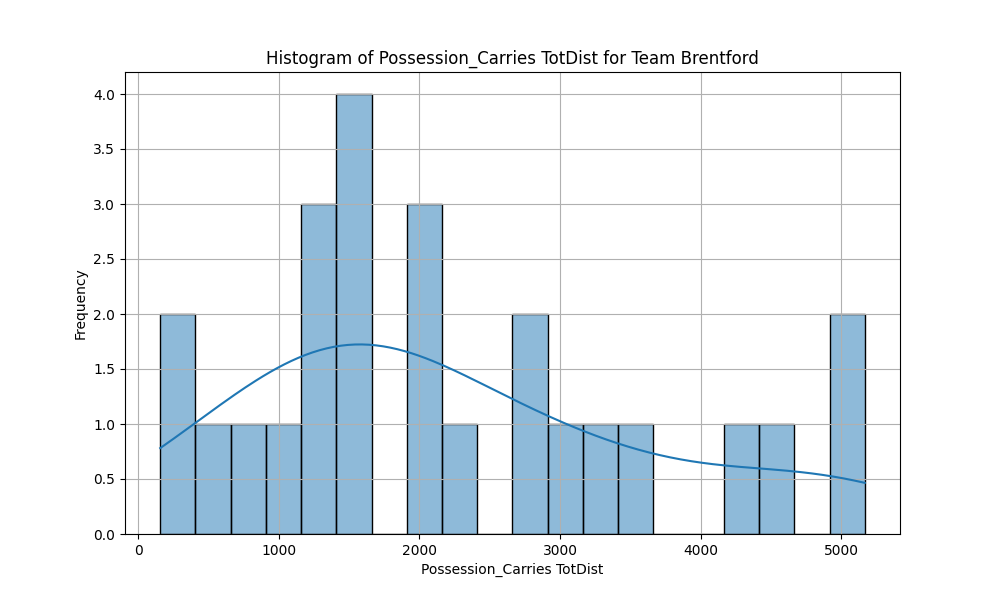 Histogram of Possession_Carries TotDist for Team Brentford
4.0
3.5
3.0
2.5
2.0
1.5
1.0
0.5
0.0
Frequency
0 1000 2000 3000 4000 5000
Possession_Carries TotDist